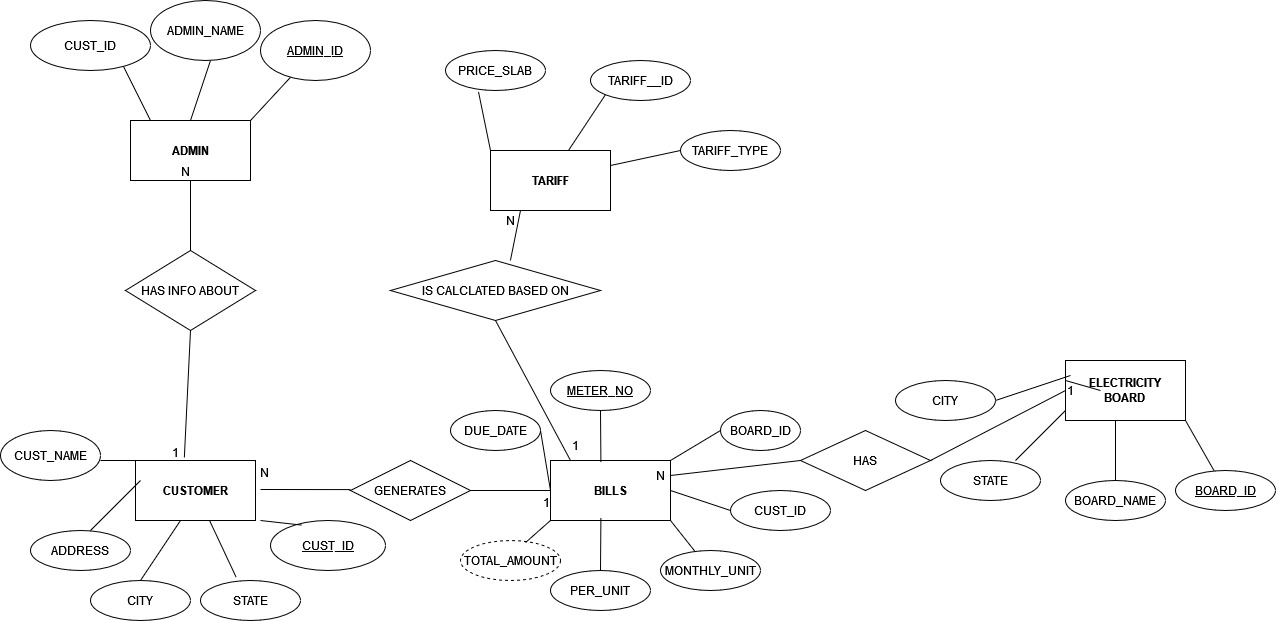 CUST_ID
ADMIN_NAME
ADMIN_ID
ADMIN
N
PRICE_SLAB
TARIFF__ID
TARIFF_TYPE
TARIFF
N
HAS INFO ABOUT
IS CALCLATED BASED ON
METER_NO
DUE_DATE
BOARD_ID
1
CITY
ELECTRICITY
BOARD
1
CUST_NAME
1
CUSTOMER
N
GENERATES
1
BILLS
N
HAS
STATE
BOARD_NAME
BOARD_ID
CUST_ID
ADDRESS
CUST_ID
TOTAL_AMOUNT
MONTHLY_UNIT
PER_UNIT
CITY
STATE